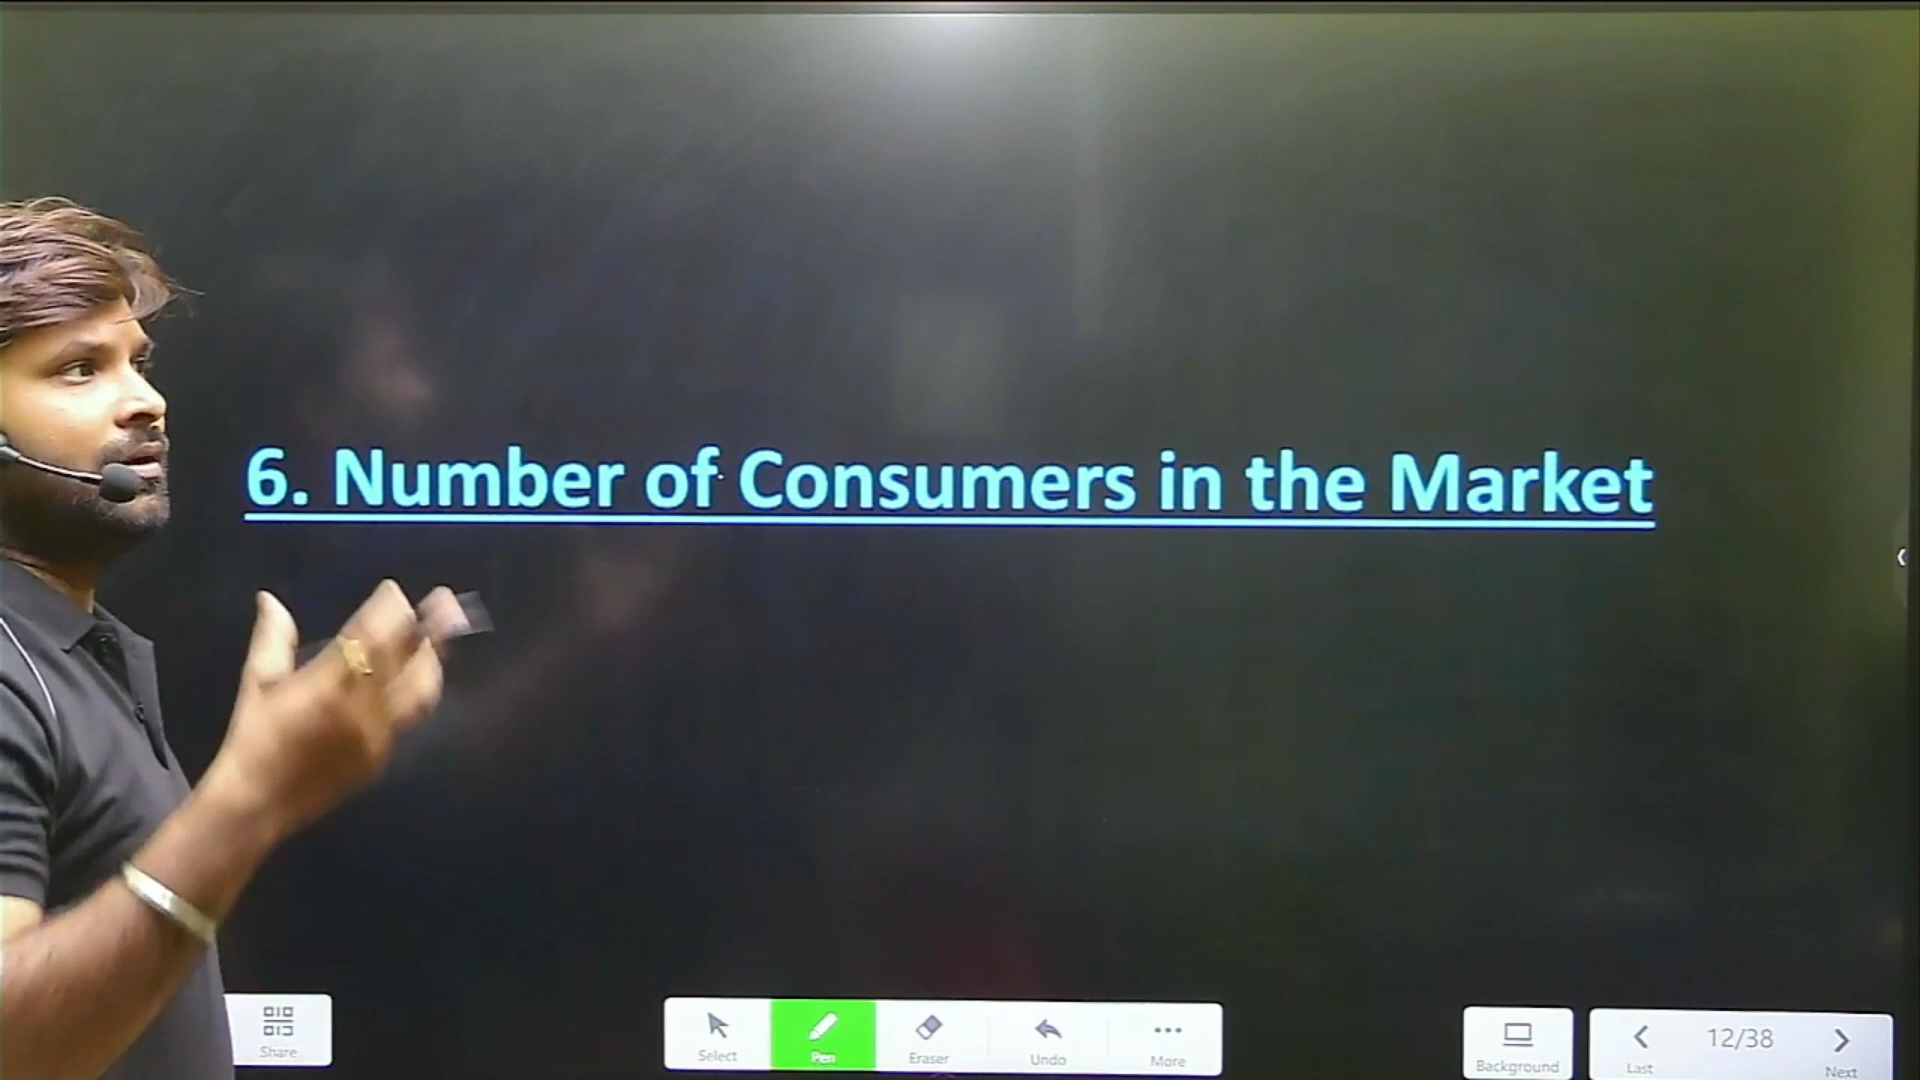 6. Number of Consumers in the Market
Share
Select
Pen
Eraser
Undo
More
Background
Last
12/38
Next